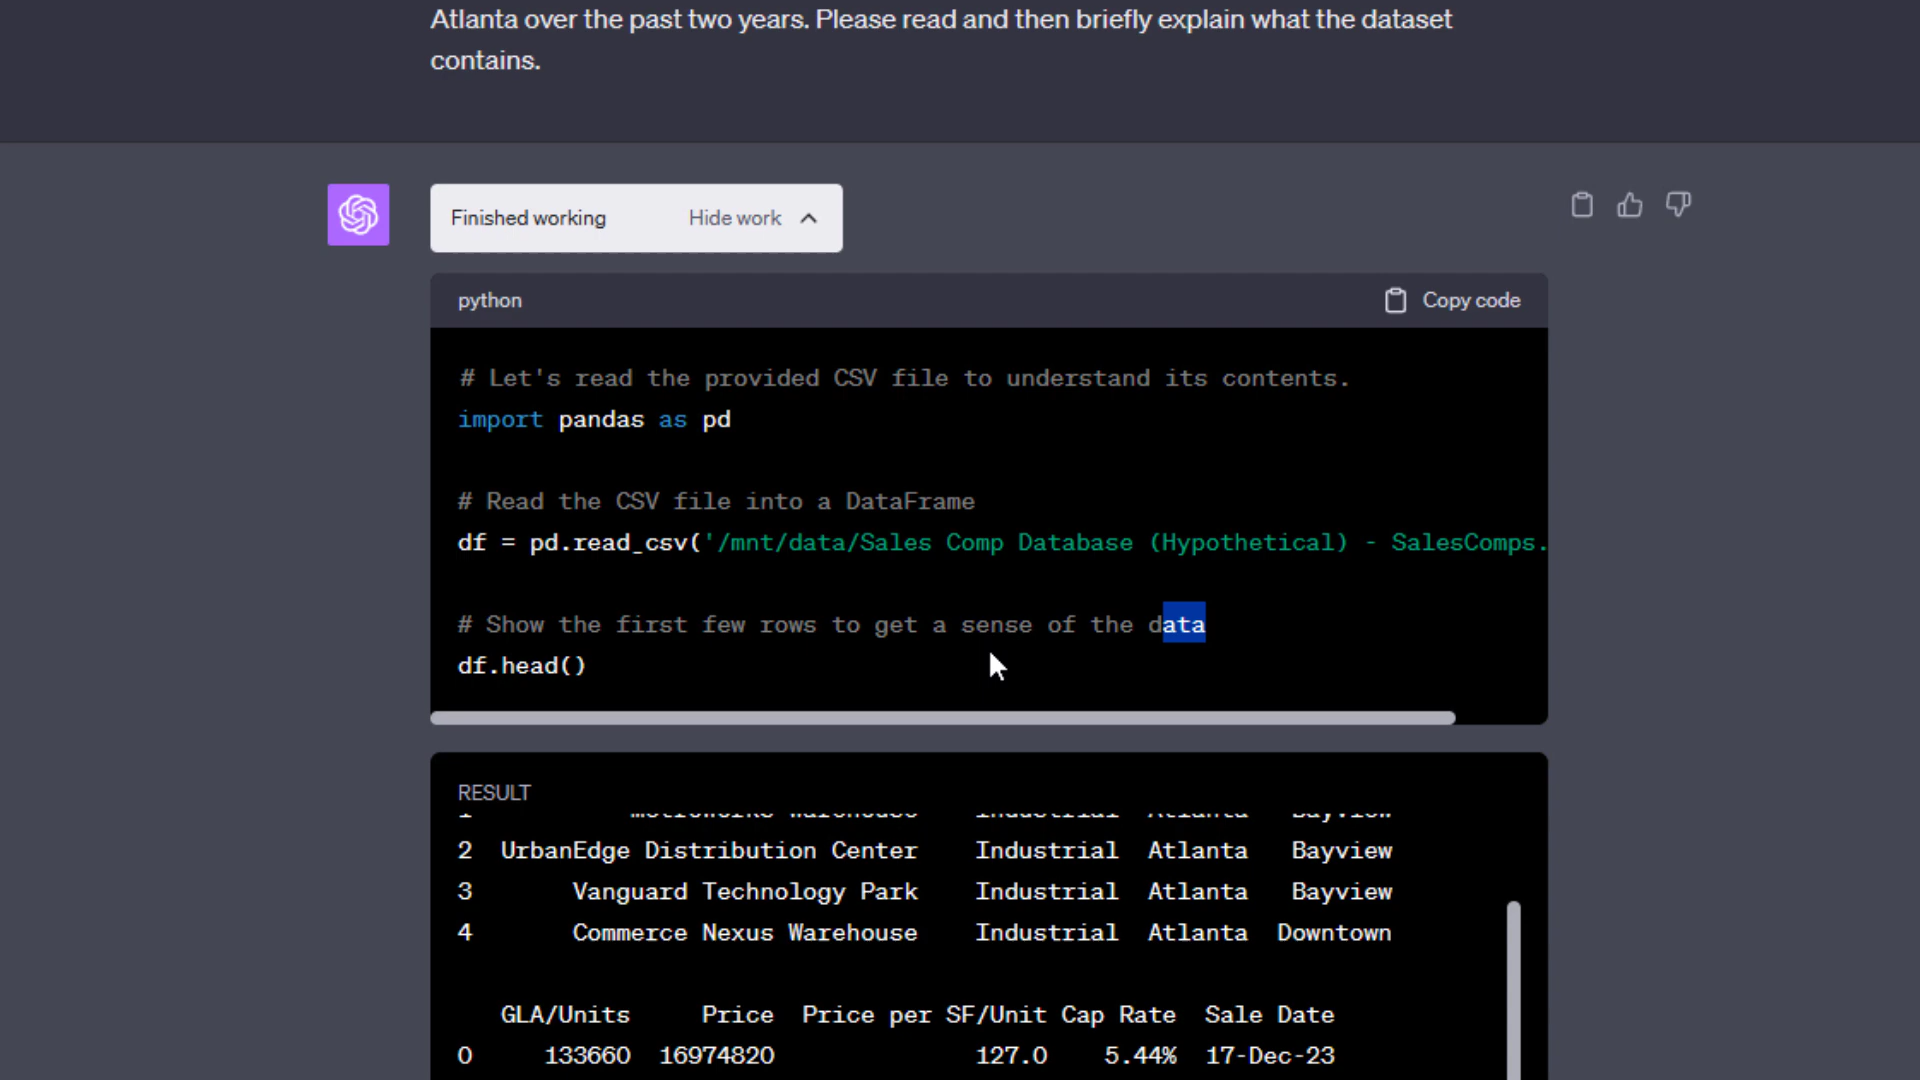 Atlanta over the past two years. Please read and then briefly explain what the dataset
contains.
Finished working Hide work
python Copy code
# Let's read the provided CSV file to understand its contents.
import pandas as pd
# Read the CSV file into a DataFrame
df = pd.read_csv('/mnt/data/Sales Comp Database (Hypothetical) - SalesComps.
# Show the first few rows to get a sense of the data
df.head()
RESULT
2 UrbanEdge Distribution Center Industrial Atlanta Bayview
3 Vanguard Technology Park Industrial Atlanta Bayview
4 Commerce Nexus Warehouse Industrial Atlanta Downtown
GLA/Units Price Price per SF/Unit Cap Rate Sale Date
0 133660 16974820 127.0 5.44% 17-Dec-23